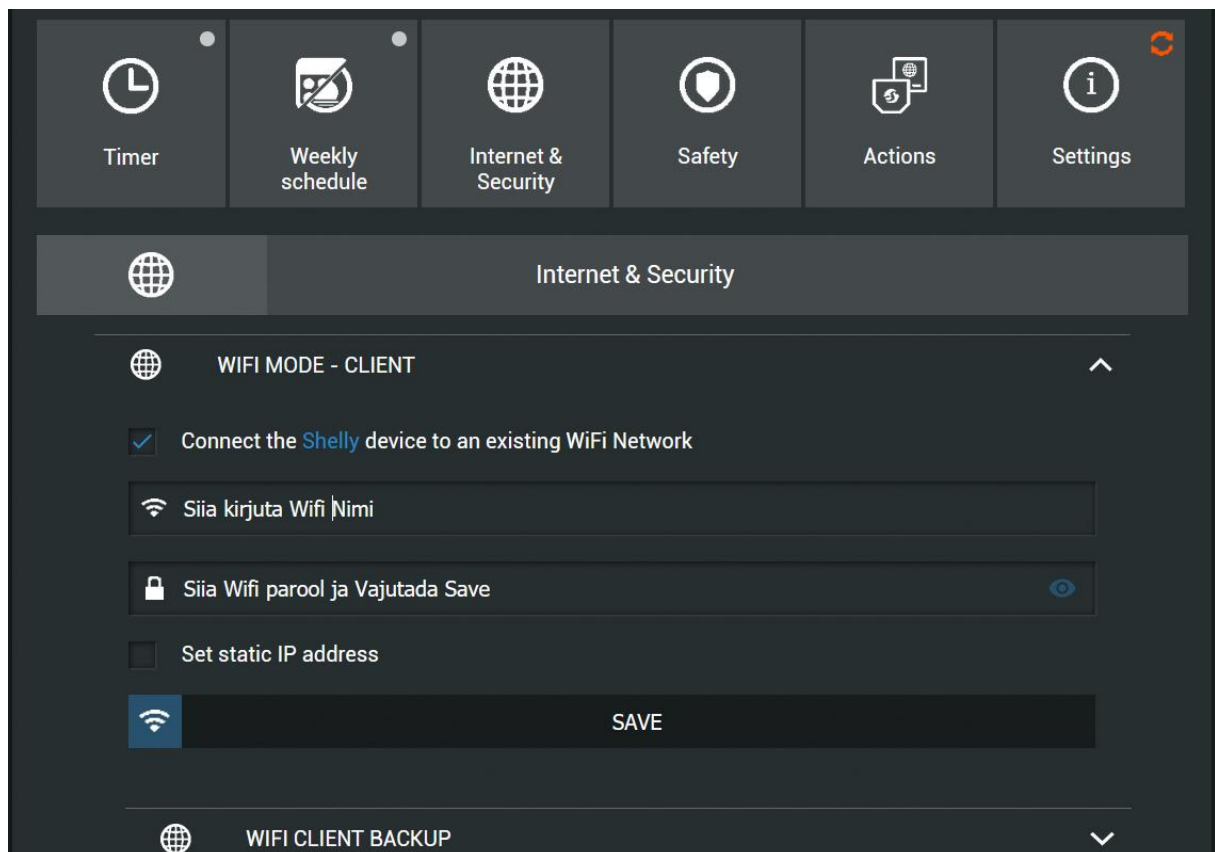 Timer
Weekly
schedule
Internet &
Security
Safety
Actions
Settings
Internet & Security
WIFI MODE - CLIENT
Connect the Shelly device to an existing WiFi Network
Siia kirjuta Wifi Nimi
Siia Wifi parool ja Vajutada Save
Set static IP address
SAVE
WIFI CLIENT BACKUP